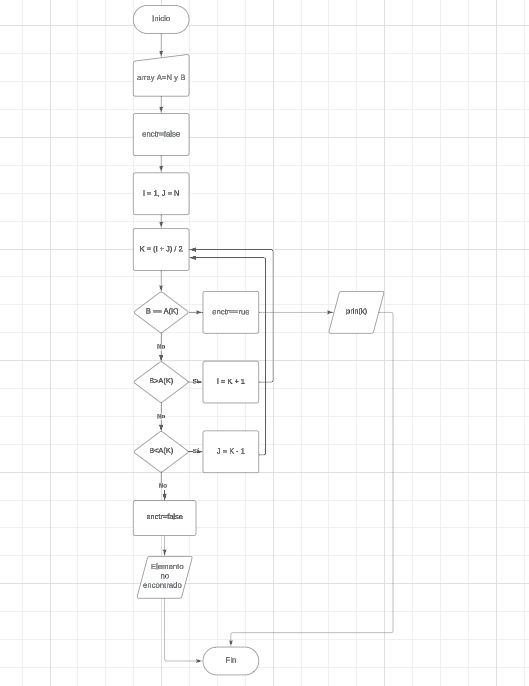 Inicio
array A=N y B
enctr=false
I = 1, J = N
K = (I + J) / 2
B == A(K)
enctr==rue
prin(k)
No
B>A(K)
Si
I = K + 1
No
B<A(K)
Si
J = K - 1
No
enctr=false
Elemento
no
encontrado
Fin